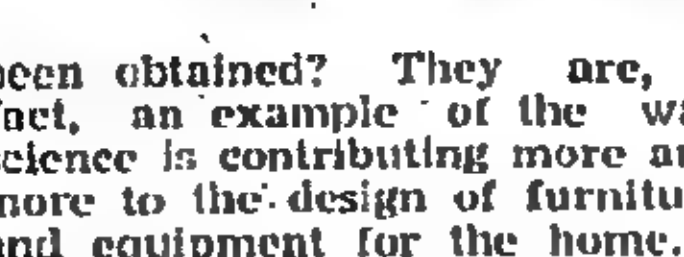 been obtained? They are,
fact, an example of the wa
science is contributing more an
more to the design of furnitu
and equipment for the home.